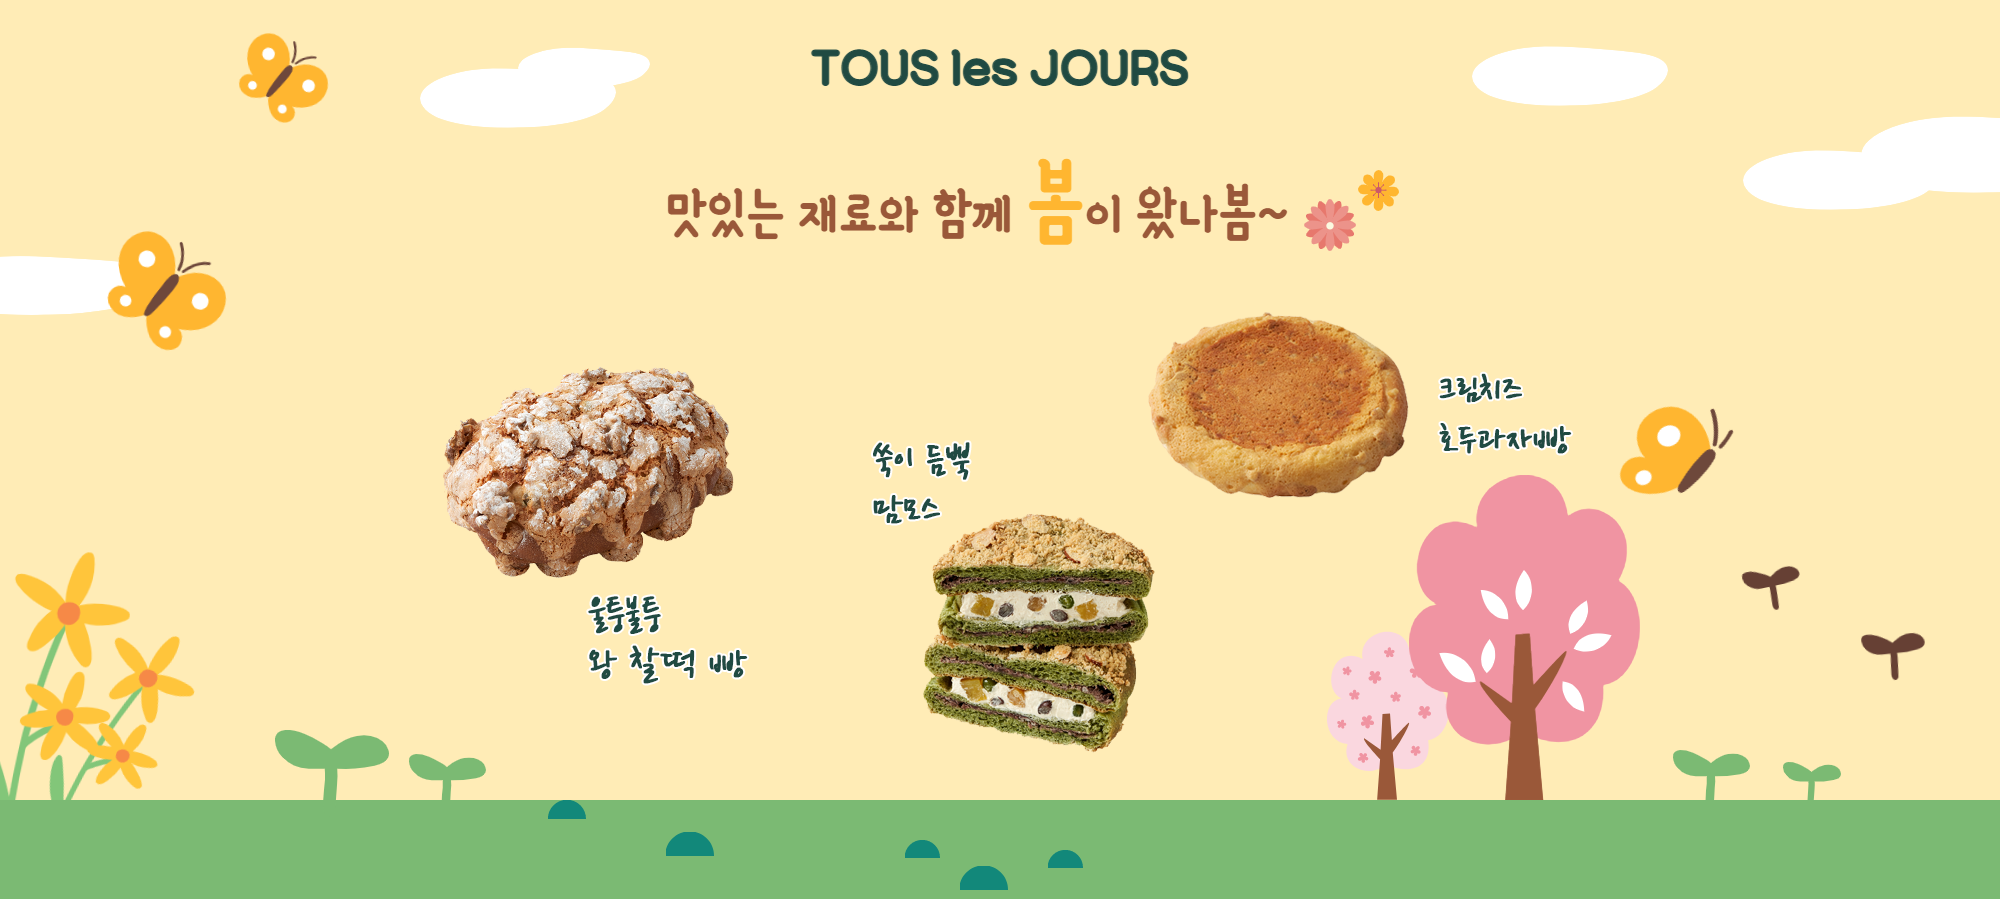 TOUS les JOURS
맛있는 재료와 함께 봄이 왔나봄~
크림치즈
호두과자빵
쑥이 듬뿍
맘모스
울퉁불퉁
왕 찰떡 빵